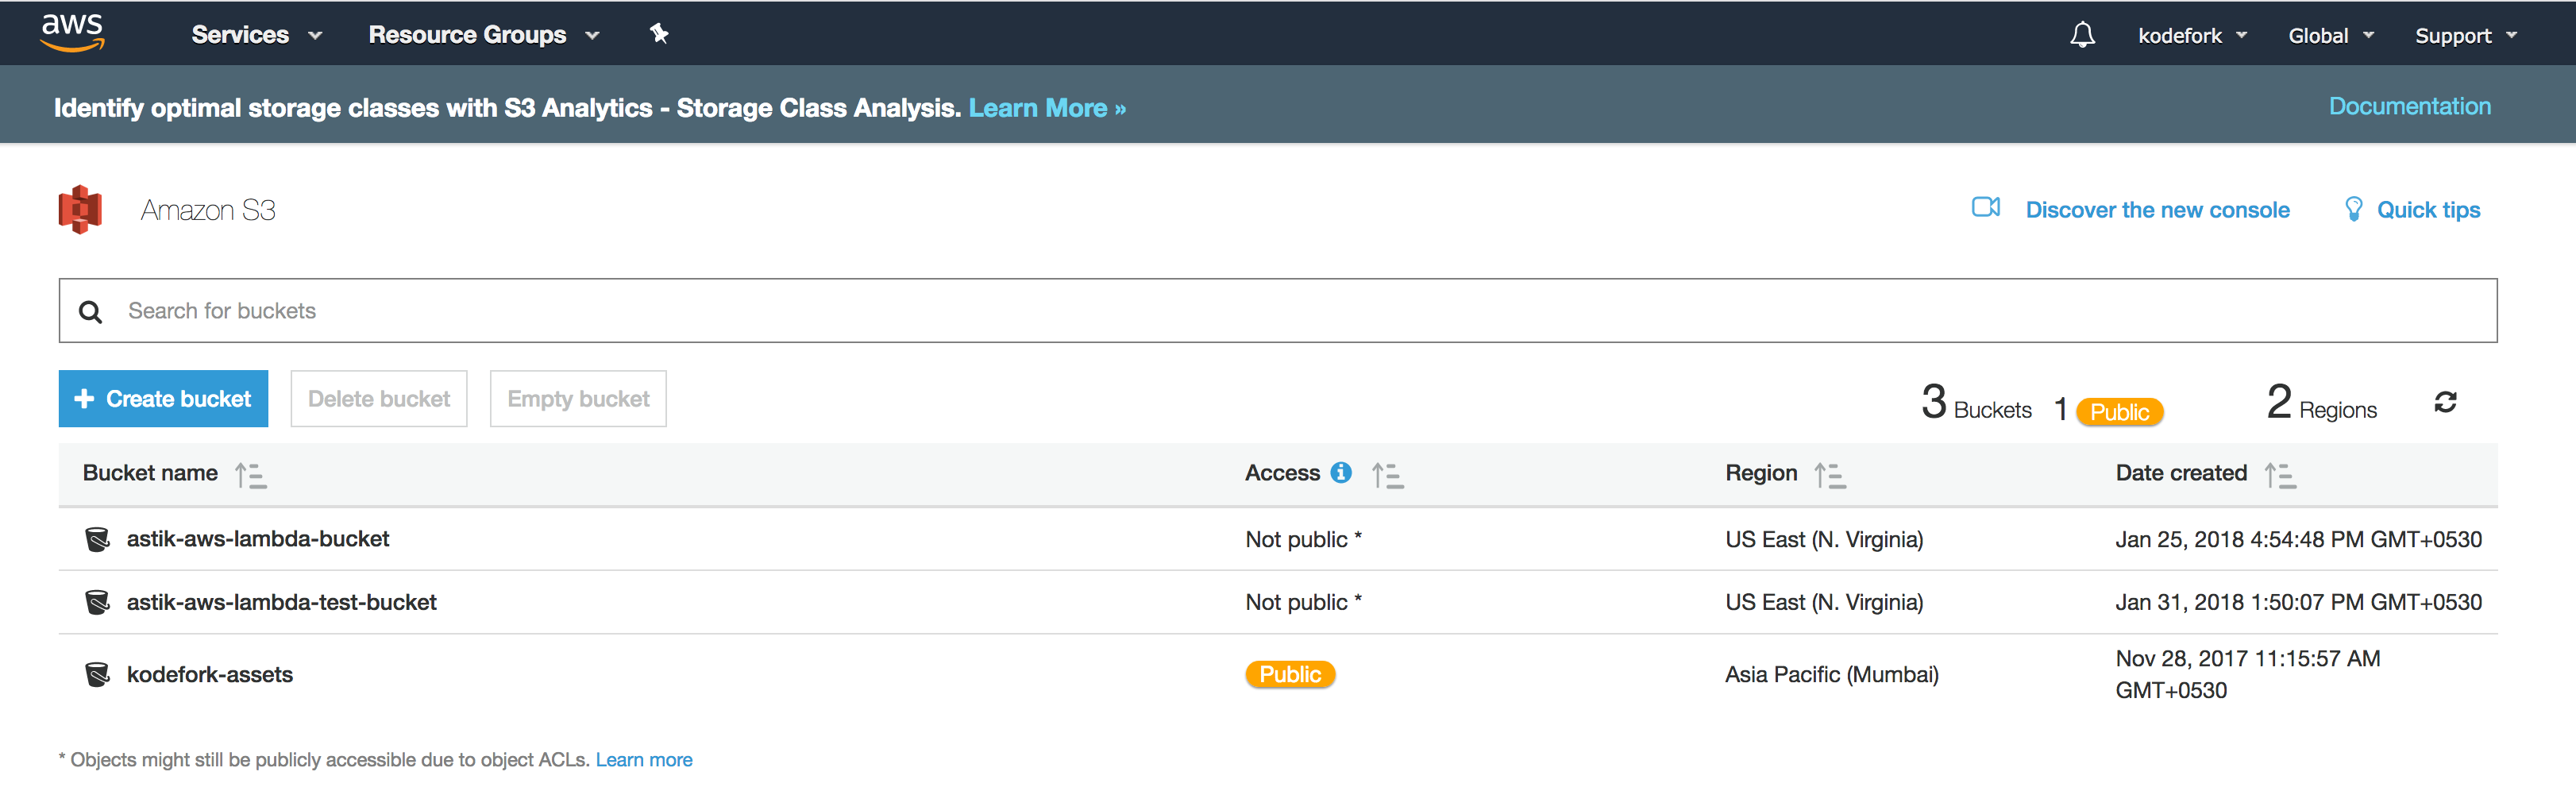 aws Services Resource Groups kodefork Global Support
Identify optimal storage classes with S3 Analytics - Storage Class Analysis. Learn More » Documentation
Amazon S3 Discover the new console Quick tips
Search for buckets
+ Create bucket Delete bucket Empty bucket 3 Buckets 1 Public 2 Regions
Bucket name Access Region Date created
astik-aws-lambda-bucket Not public * US East (N. Virginia) Jan 25, 2018 4:54:48 PM GMT+0530
astik-aws-lambda-test-bucket Not public * US East (N. Virginia) Jan 31, 2018 1:50:07 PM GMT+0530
kodefork-assets Public Asia Pacific (Mumbai) Nov 28, 2017 11:15:57 AM
GMT+0530
* Objects might still be publicly accessible due to object ACLs. Learn more